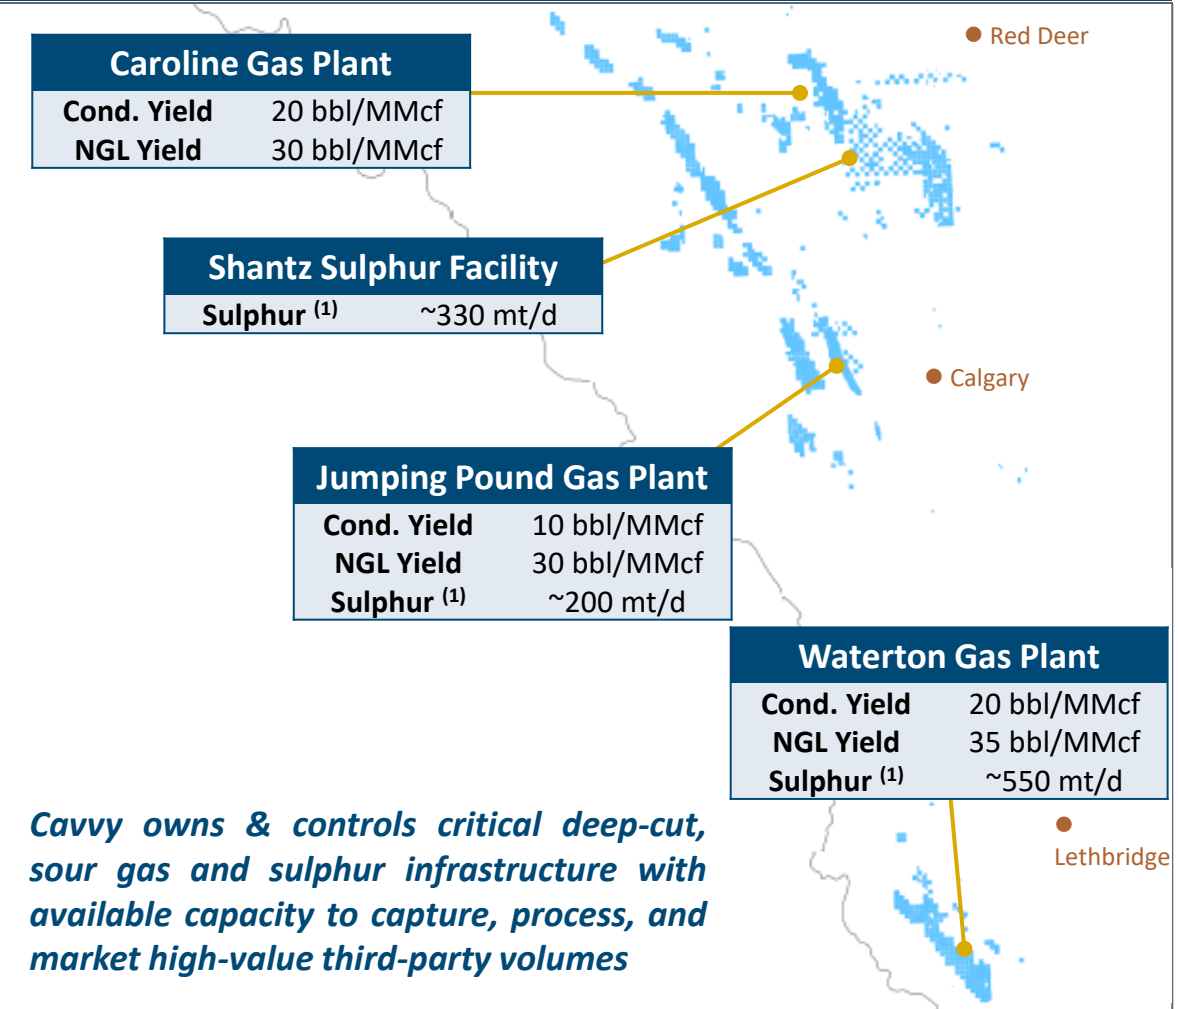 Red Deer
Caroline Gas Plant
Cond. Yield 20 bbl/MMcf
NGL Yield 30 bbl/MMcf
Shantz Sulphur Facility
Sulphur (1) ~330 mt/d
Calgary
Jumping Pound Gas Plant
Cond. Yield 10 bbl/MMcf
NGL Yield 30 bbl/MMcf
Sulphur (1) ~200 mt/d
Waterton Gas Plant
Cond. Yield 20 bbl/MMcf
NGL Yield 35 bbl/MMcf
Sulphur (1) ~550 mt/d
Lethbridge
Cavvy owns & controls critical deep-cut,
sour gas and sulphur infrastructure with
available capacity to capture, process, and
market high-value third-party volumes